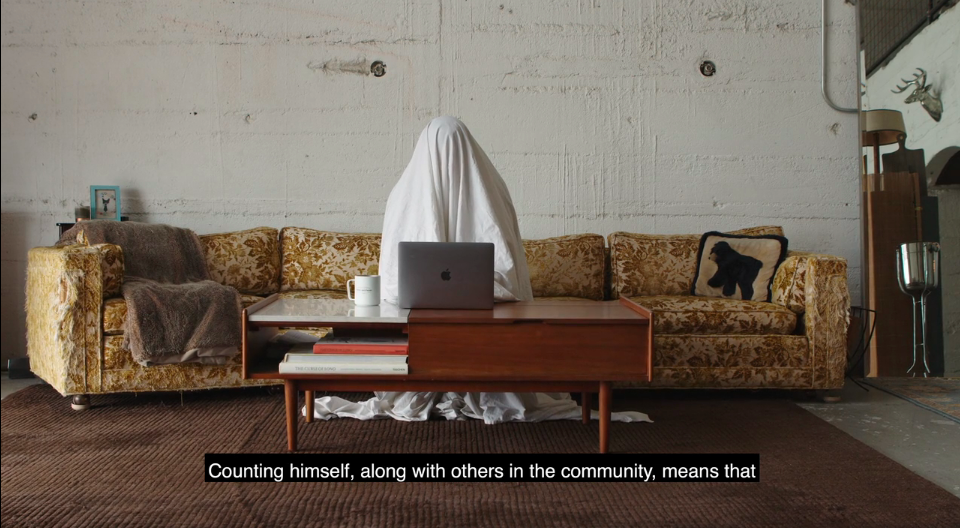 Counting himself, along with others in the community, means that